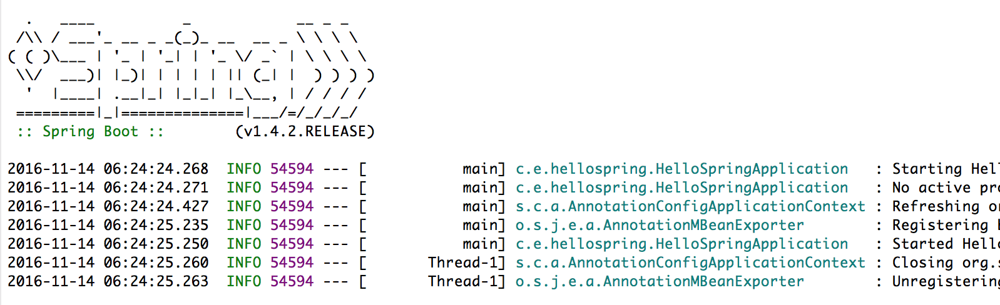 .   ____          _            __ _ _
 /\\ / ___'_ __ _ _(_)_ __  __ _ \ \ \ \
( ( )\___ | '_ | '_| | '_ \/ _` | \ \ \ \
 \\/  ___)| |_)| | | | | || (_| |  ) ) ) )
  '  |____| .__|_| |_|_| |_\__, | / / / /
 =========|_|==============|___/=/_/_/_/
 :: Spring Boot ::        (v1.4.2.RELEASE)
2016-11-14 06:24:24.268  INFO 54594 --- [           main] c.e.hellospring.HelloSpringApplication   : Starting Hell
2016-11-14 06:24:24.271  INFO 54594 --- [           main] c.e.hellospring.HelloSpringApplication   : No active pro
2016-11-14 06:24:24.427  INFO 54594 --- [           main] s.c.a.AnnotationConfigApplicationContext : Refreshing or
2016-11-14 06:24:25.235  INFO 54594 --- [           main] o.s.j.e.a.AnnotationMBeanExporter        : Registering
2016-11-14 06:24:25.250  INFO 54594 --- [           main] c.e.hellospring.HelloSpringApplication   : Started Hello
2016-11-14 06:24:25.260  INFO 54594 --- [       Thread-1] s.c.a.AnnotationConfigApplicationContext : Closing org.s
2016-11-14 06:24:25.263  INFO 54594 --- [       Thread-1] o.s.j.e.a.AnnotationMBeanExporter        : Unregistering